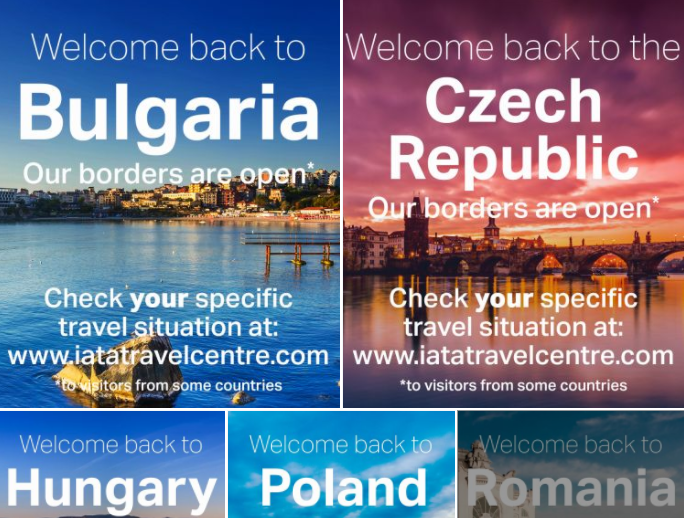 Welcome back to
Bulgaria
Our borders are open*
Check your specific
travel situation at:
www.iatatravelcentre.com
*to visitors from some countries
Welcome back to the
Czech
Republic
Our borders are open*
Check your specific
travel situation at:
www.iatatravelcentre.com
*to visitors from some countries
Welcome back to
Hungary
Welcome back to
Poland
Welcome back to
Romania